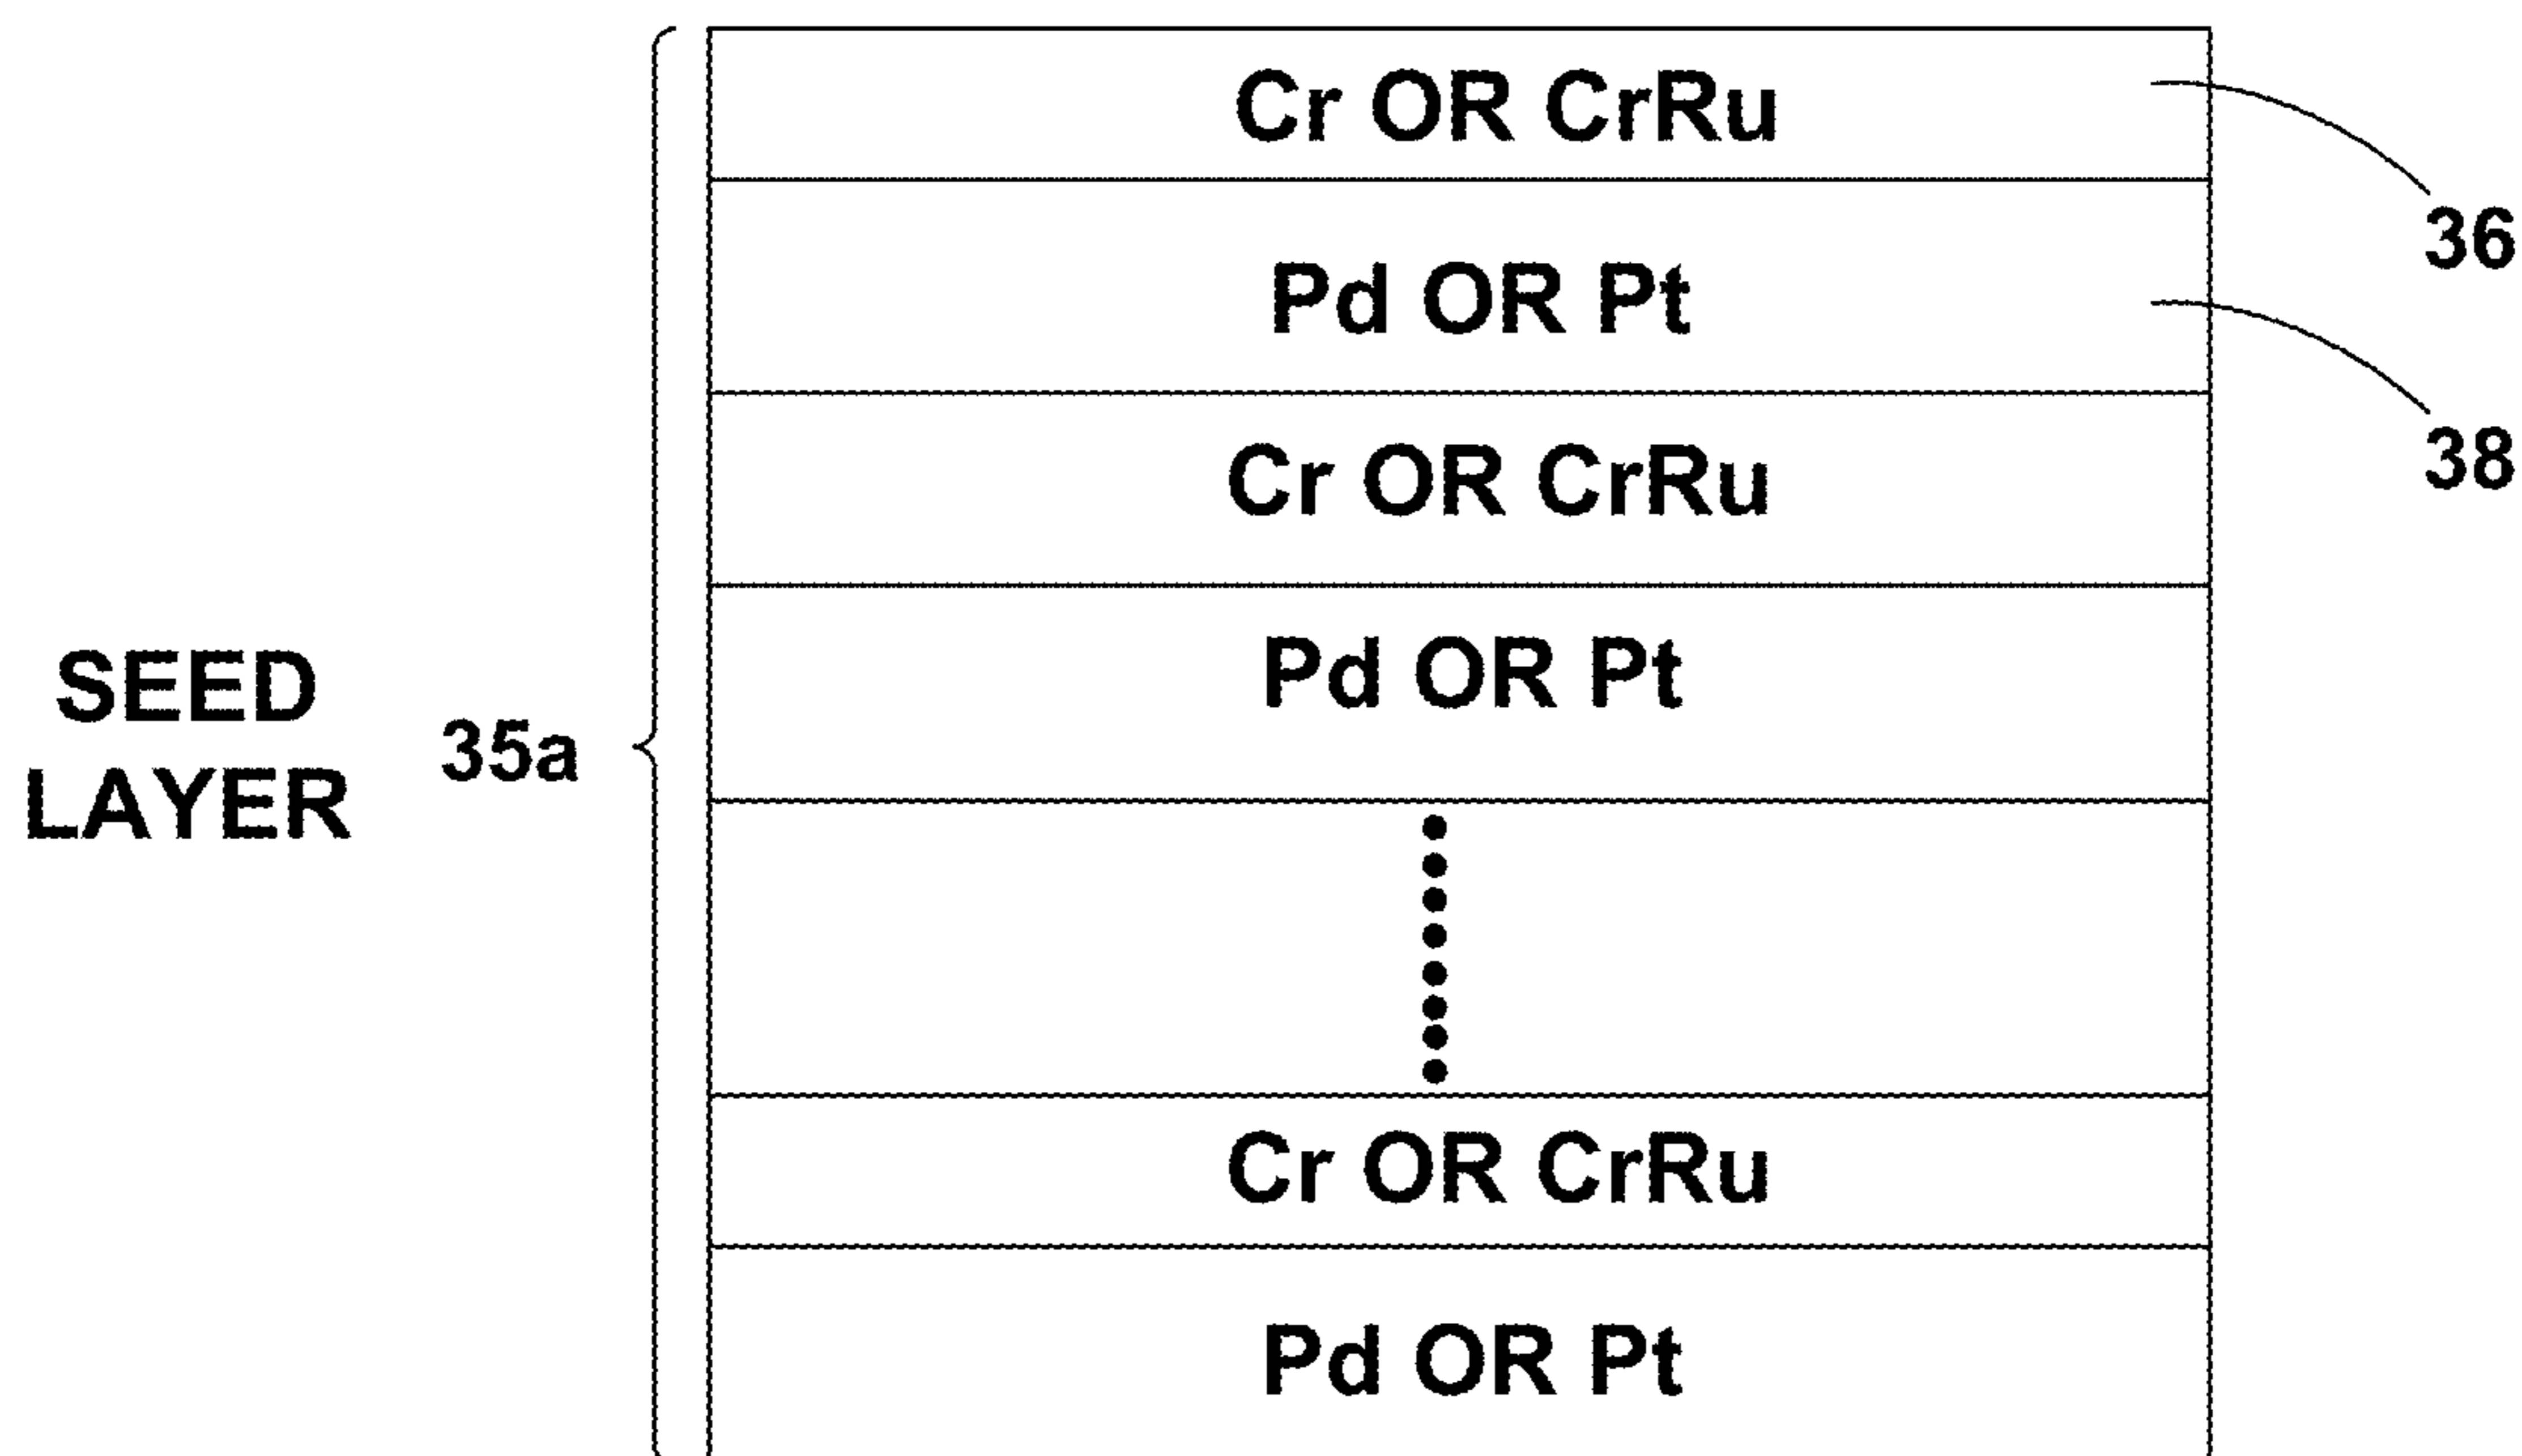 Cr OR CrRu
36
Pd OR Pt
38
Cr OR CrRu
Pd OR Pt
SEED
LAYER
35a
Cr OR CrRu
Pd OR Pt